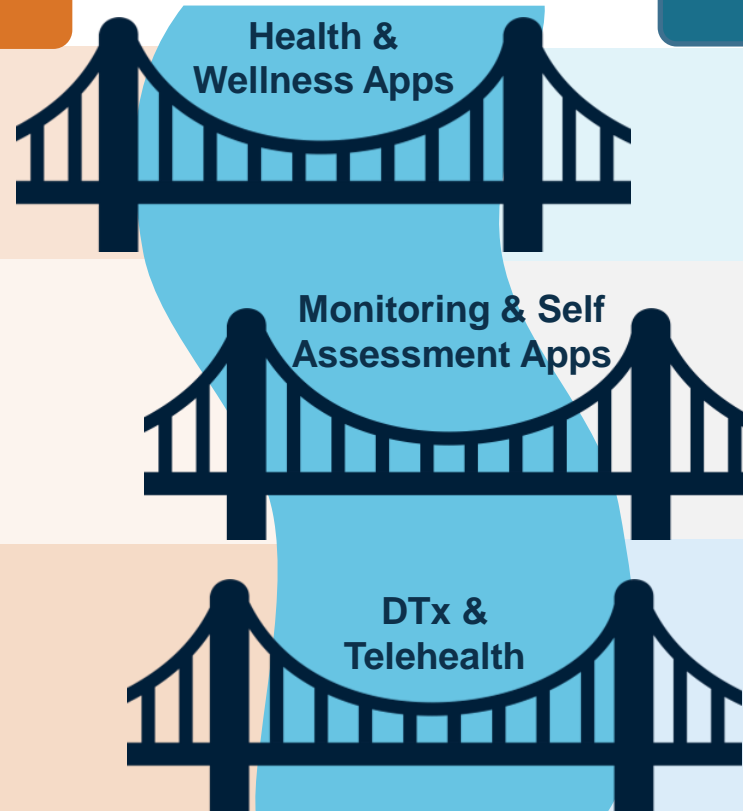 Health &
Wellness Apps
Monitoring & Self
Assessment Apps
DTx &
Telehealth